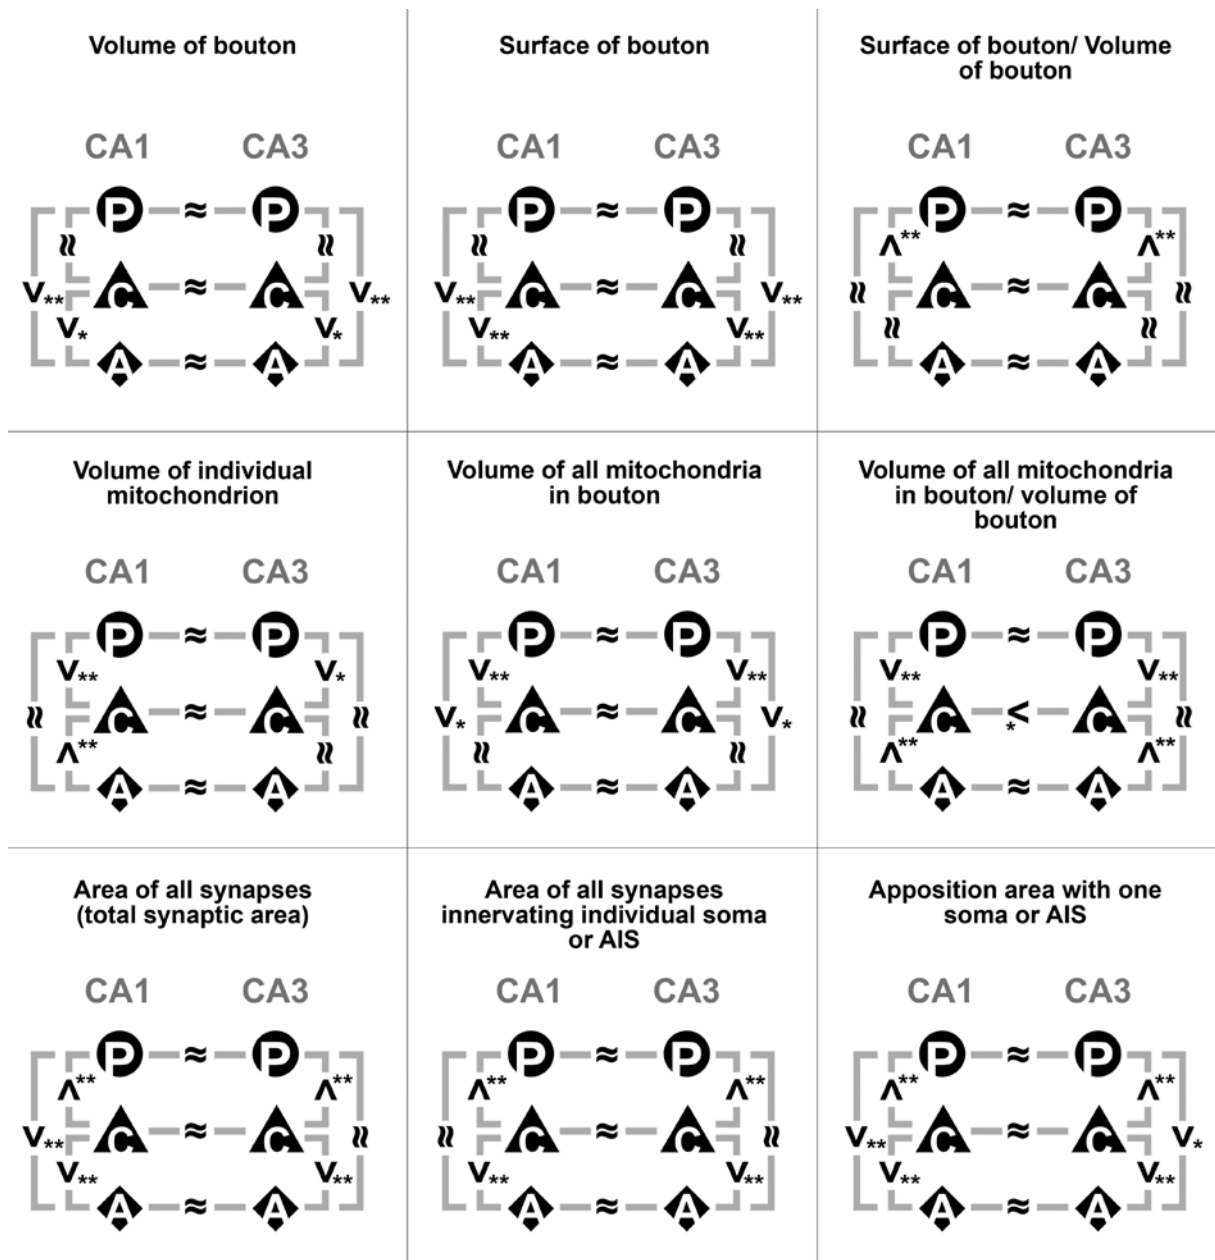 Volume of bouton
CA1 CA3
P ≈ P
≈ ≈
V** C ≈ C V**
V* V*
A ≈ A
Surface of bouton
CA1 CA3
P ≈ P
≈ ≈
V** C ≈ C V**
V** V**
A ≈ A
Surface of bouton/ Volume
of bouton
CA1 CA3
P ≈ P
Λ** Λ**
≈ C ≈ C ≈
≈ ≈
A ≈ A
Volume of individual
mitochondrion
CA1 CA3
P ≈ P
V** V*
≈ C ≈ C ≈
Λ** ≈
A ≈ A
Volume of all mitochondria
in bouton
CA1 CA3
P ≈ P
V** V**
V* C ≈ C V*
≈ ≈
A ≈ A
Volume of all mitochondria
in bouton/ volume of
bouton
CA1 CA3
P ≈ P
V** V**
≈ C <* C ≈
Λ** Λ**
A ≈ A
Area of all synapses
(total synaptic area)
CA1 CA3
P ≈ P
Λ** Λ**
V** C ≈ C ≈
V** V**
A ≈ A
Area of all synapses
innervating individual soma
or AIS
CA1 CA3
P ≈ P
Λ** Λ**
≈ C ≈ C ≈
V** V**
A ≈ A
Apposition area with one
soma or AIS
CA1 CA3
P ≈ P
Λ** Λ**
V** C ≈ C V*
V** V**
A ≈ A